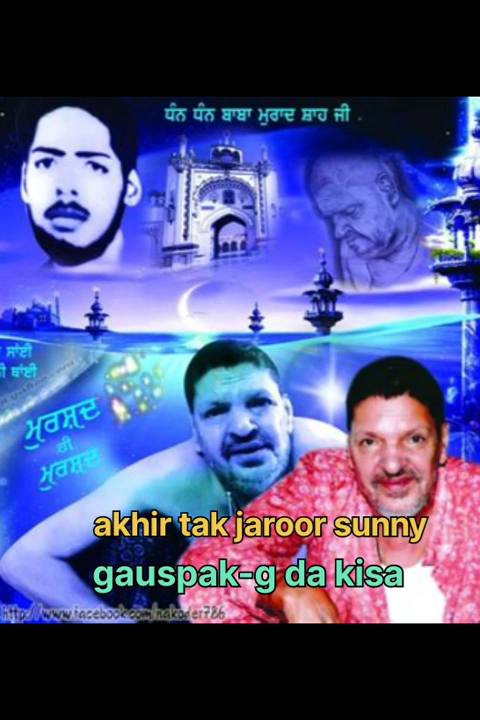 ਧੰਨ ਧੰਨ ਬਾਬਾ ਮੁਰਾਦ ਸ਼ਾਹ ਜੀ
ਸਾਂਈ
ਮੁਰਸ਼ਦ
ਹੀ
ਮੁਰਸ਼ਦ
akhir tak jaroor sunny
gauspak-g da kisa
http://www.facebook.com/nakoder786